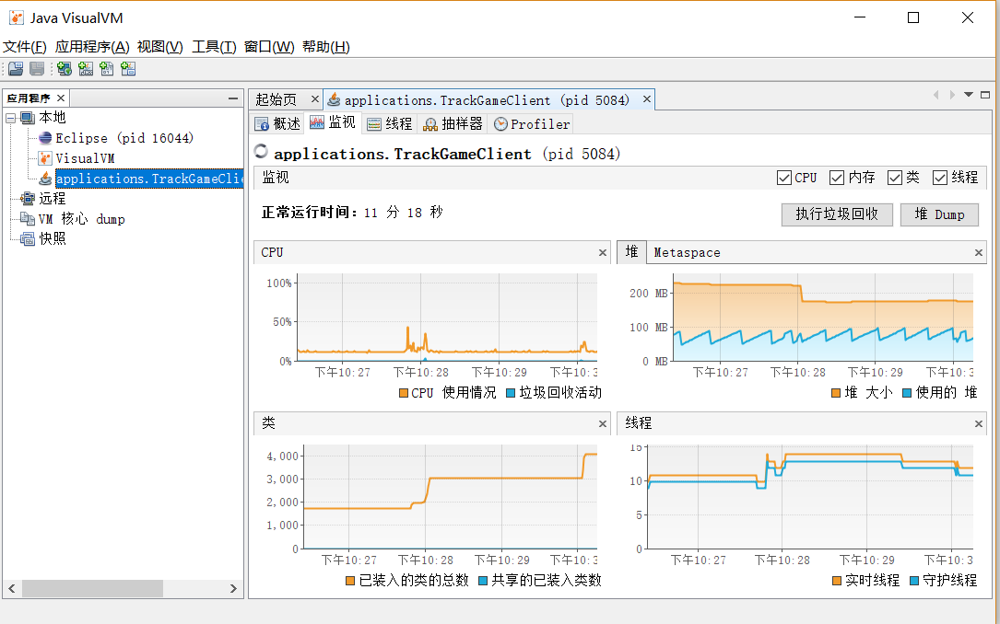 Java VisualVM
文件(F) 应用程序(A) 视图(V) 工具(T) 窗口(W) 帮助(H)
应用程序
本地
Eclipse (pid 16044)
VisualVM
applications.TrackGameClie
远程
VM 核心 dump
快照
起始页 applications.TrackGameClient (pid 5084)
概述 监视 线程 抽样器 Profiler
applications.TrackGameClient (pid 5084)
监视 CPU 内存 类 线程
正常运行时间: 11 分 18 秒 执行垃圾回收 堆 Dump
CPU
100%
50%
0%
下午10:27 下午10:28 下午10:29 下午10:3
CPU 使用情况 垃圾回收活动
堆 Metaspace
200 MB
100 MB
0 MB
下午10:27 下午10:28 下午10:29 下午10:3
堆 大小 使用的 堆
类
4,000
3,000
2,000
1,000
0
下午10:27 下午10:28 下午10:29 下午10:3
已装入的类的总数 共享的已装入类数
线程
15
10
5
0
下午10:27 下午10:28 下午10:29 下午10:3
实时线程 守护线程